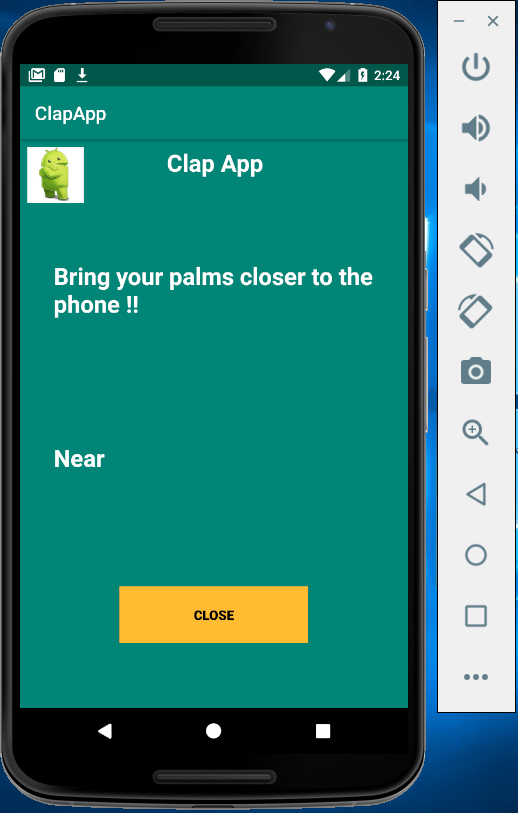 2:24
ClapApp
Clap App
Bring your palms closer to the
phone !!
Near
CLOSE